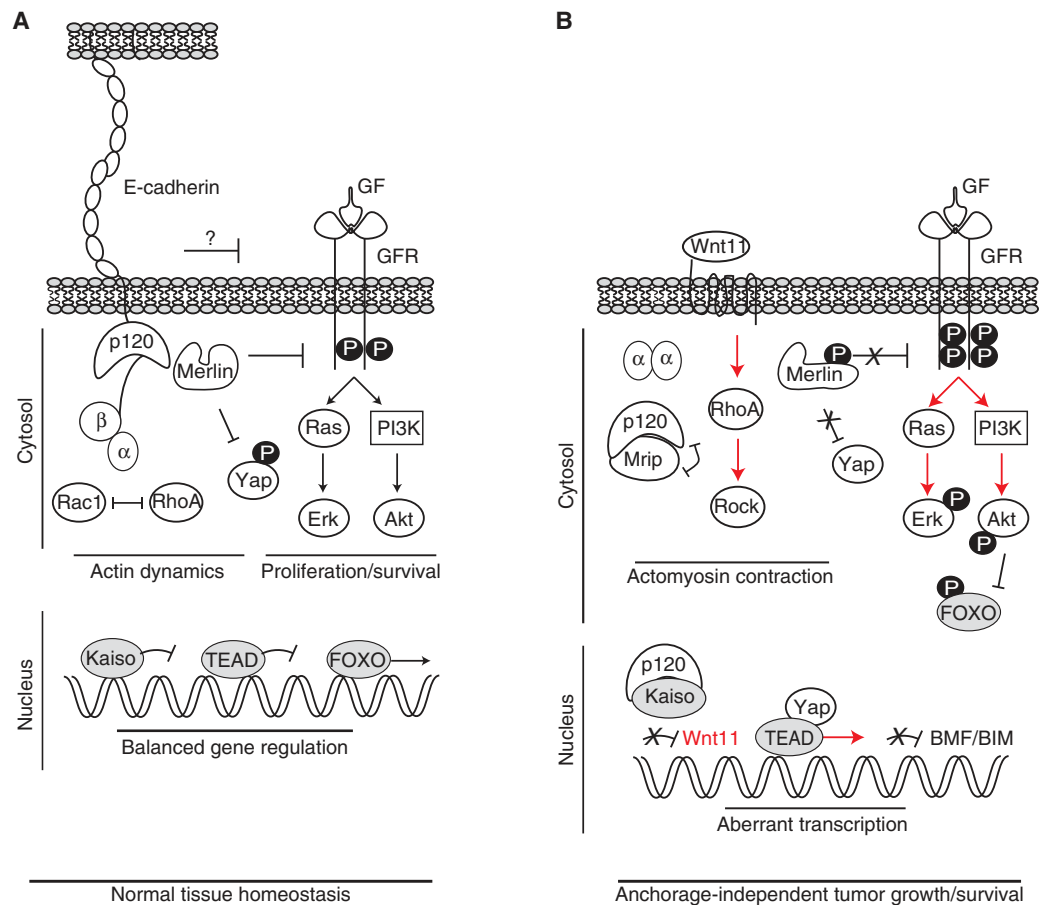 A
E-cadherin
?
GF
GFR
p120
Merlin
P
P
β
α
Ras
PI3K
P
Yap
Rac1
RhoA
Erk
Akt
Cytosol
Actin dynamics
Proliferation/survival
Nucleus
Kaiso
TEAD
FOXO
Balanced gene regulation
Normal tissue homeostasis
B
Wnt11
GF
GFR
α
α
P
Merlin
X
P
P
P
P
p120
Mrip
RhoA
X
Yap
Ras
PI3K
Rock
Erk
P
Akt
P
Cytosol
Actomyosin contraction
P
FOXO
Nucleus
p120
Kaiso
X
Wnt11
Yap
TEAD
X
BMF/BIM
Aberrant transcription
Anchorage-independent tumor growth/survival